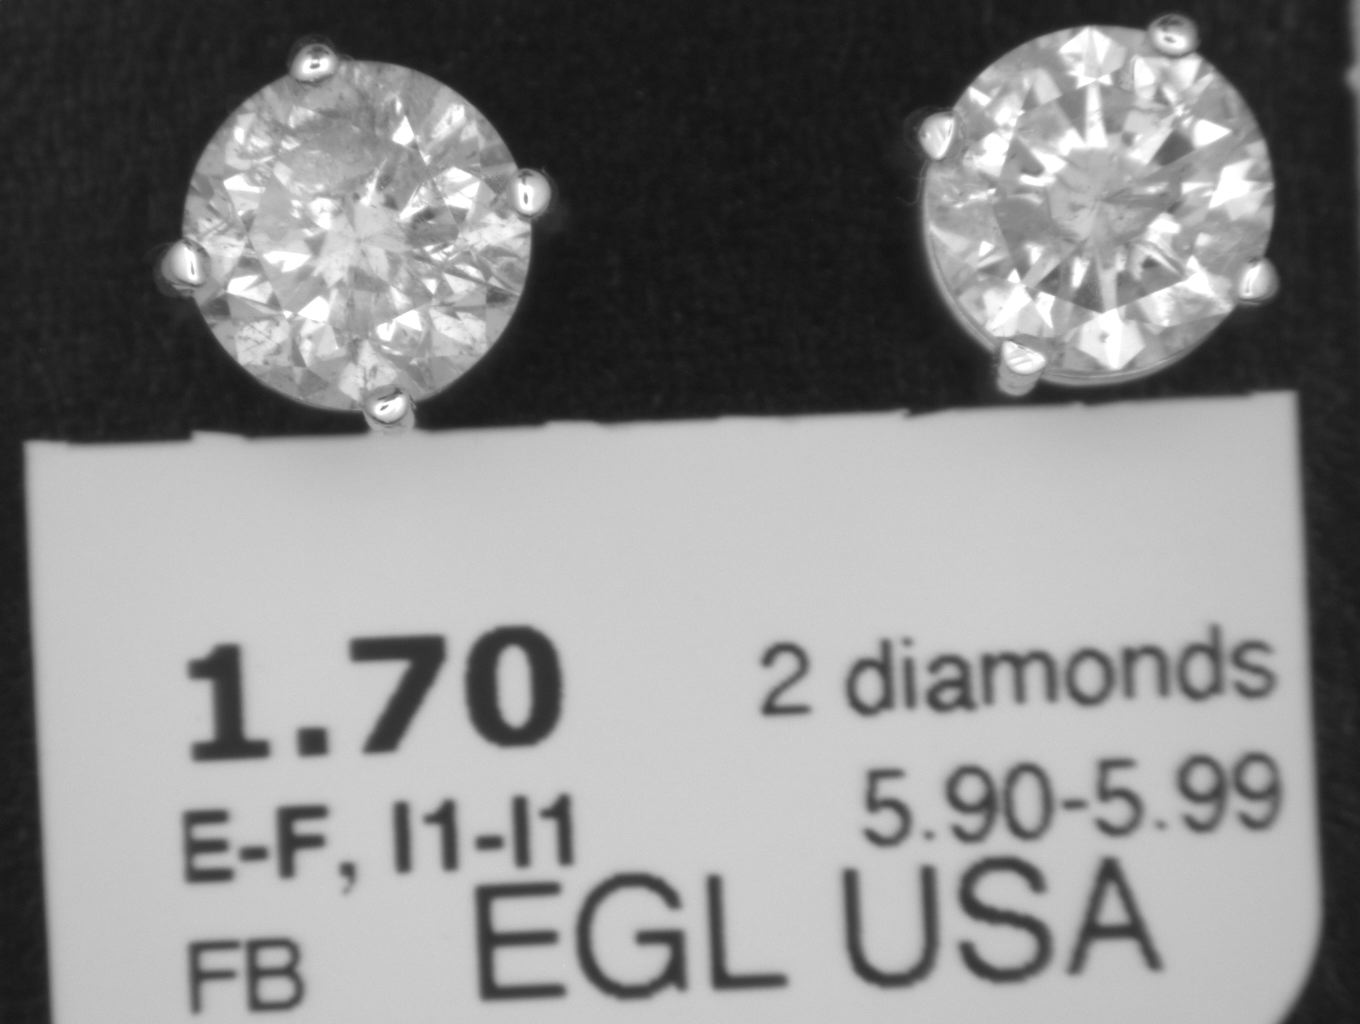 1.70 2 diamonds
5.90-5.99
E-F, I1-I1
EGL USA
FB